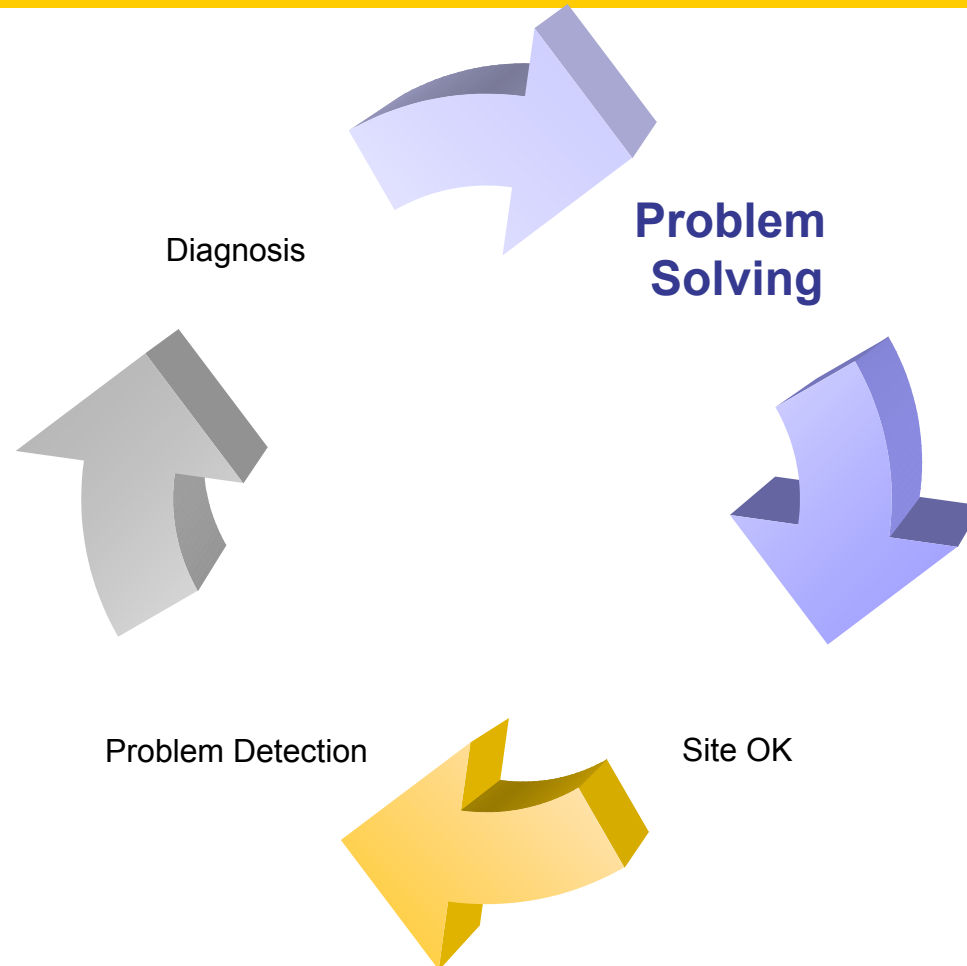 Diagnosis
Problem
Solving
Problem Detection
Site OK